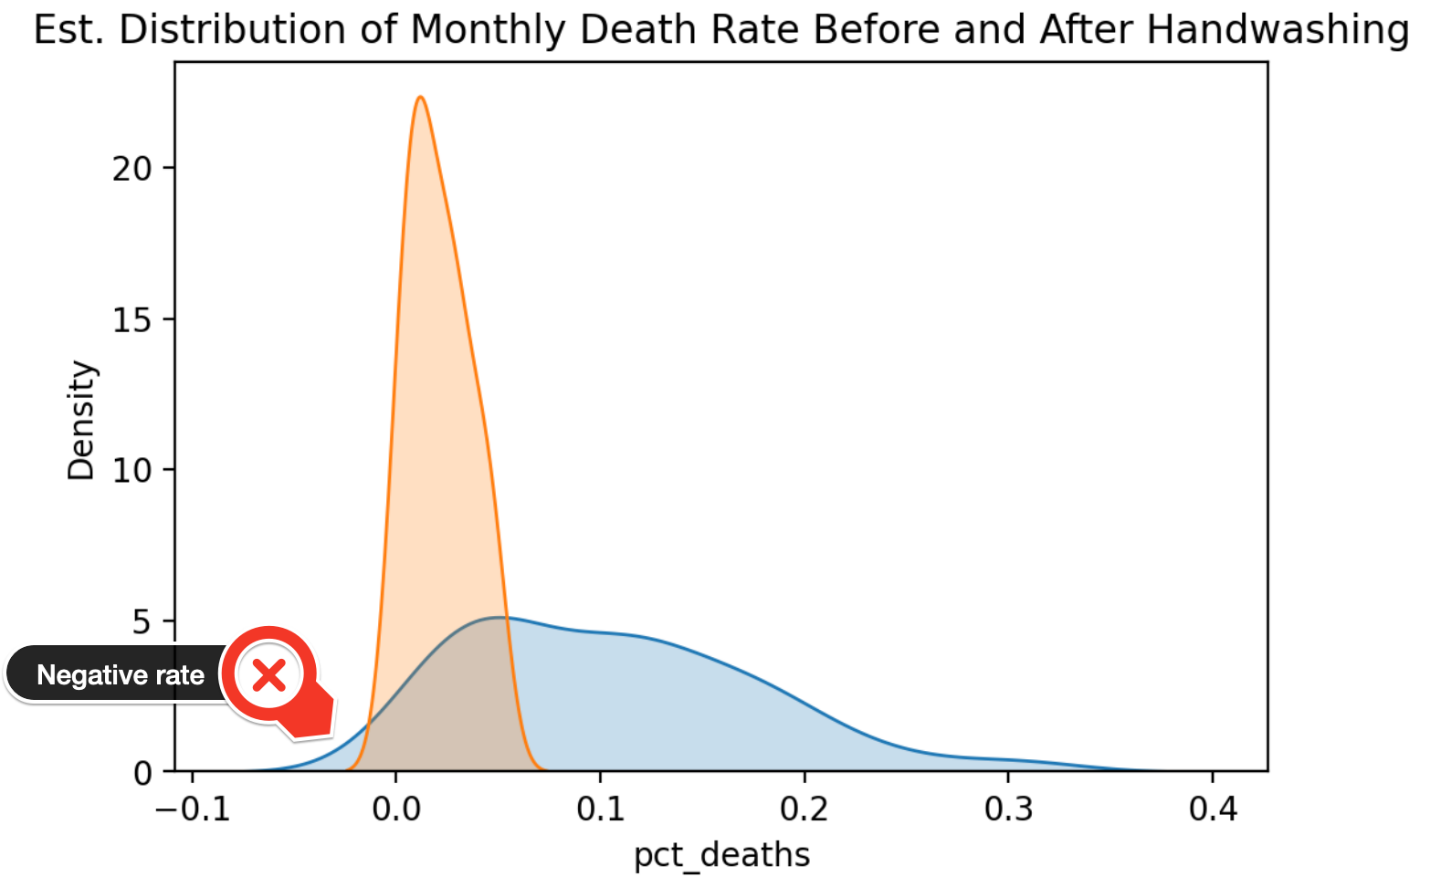 Est. Distribution of Monthly Death Rate Before and After Handwashing
20
15
10
5
0
Density
Negative rate
−0.1 0.0 0.1 0.2 0.3 0.4
pct_deaths